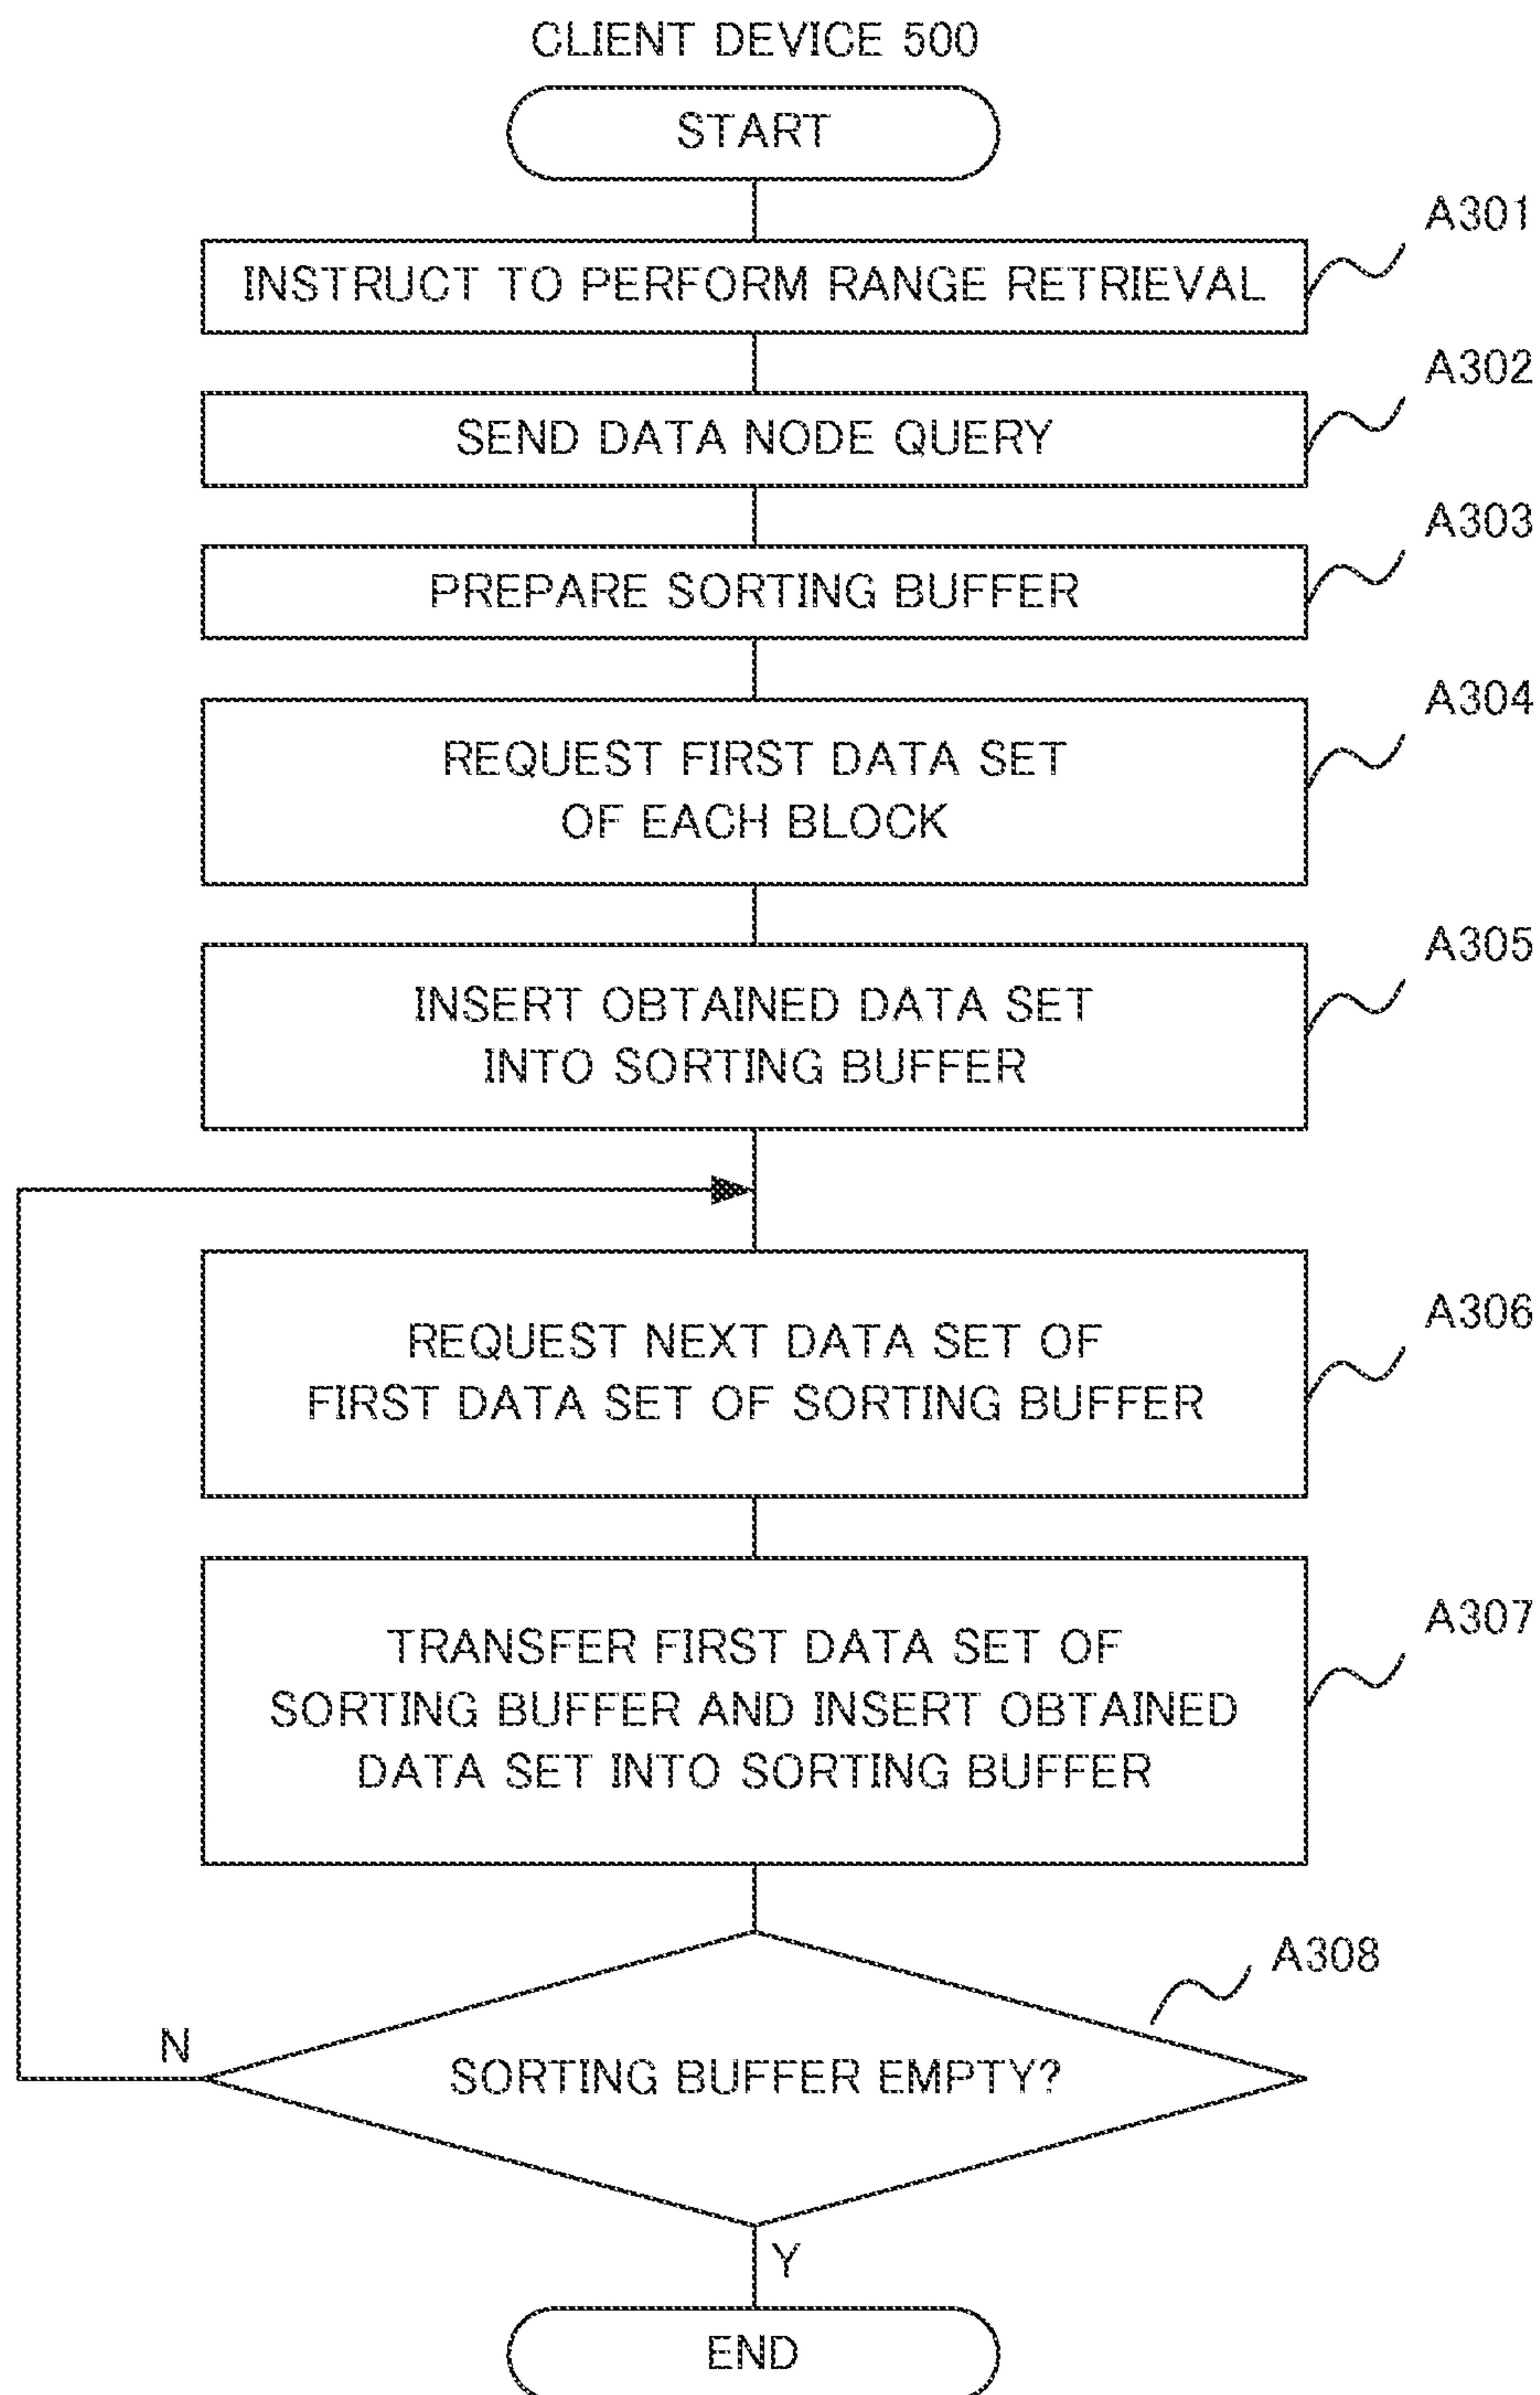 CLIENT DEVICE 500
START
A301
INSTRUCT TO PERFORM RANGE RETRIEVAL
A302
SEND DATA NODE QUERY
A303
PREPARE SORTING BUFFER
A304
REQUEST FIRST DATA SET
OF EACH BLOCK
A305
INSERT OBTAINED DATA SET
INTO SORTING BUFFER
A306
REQUEST NEXT DATA SET OF
FIRST DATA SET OF SORTING BUFFER
A307
TRANSFER FIRST DATA SET OF
SORTING BUFFER AND INSERT OBTAINED
DATA SET INTO SORTING BUFFER
A308
N
SORTING BUFFER EMPTY?
Y
END